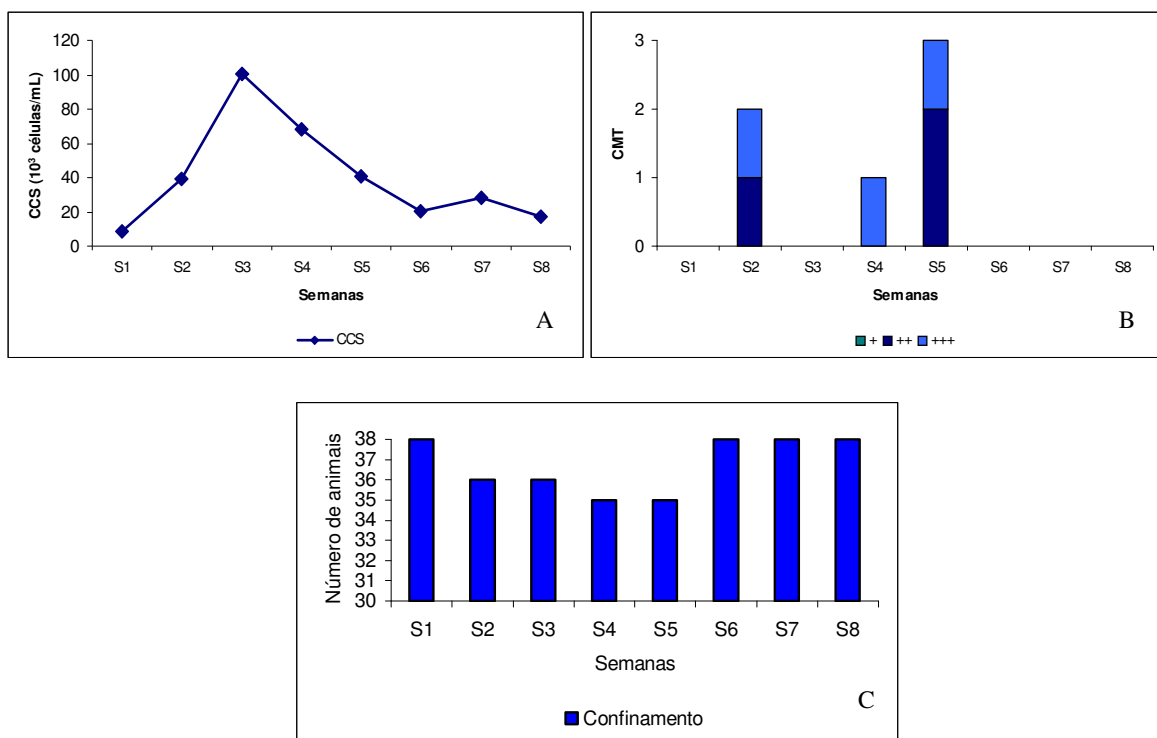 120
100
80
60
40
20
0
CCS (10³ células/mL)
S1 S2 S3 S4 S5 S6 S7 S8
Semanas
CCS
A
3
2
1
0
CMT
S1 S2 S3 S4 S5 S6 S7 S8
Semanas
+ ++ +++
B
38
37
36
35
34
33
32
31
30
Número de animais
S1 S2 S3 S4 S5 S6 S7 S8
Semanas
Confinamento
C